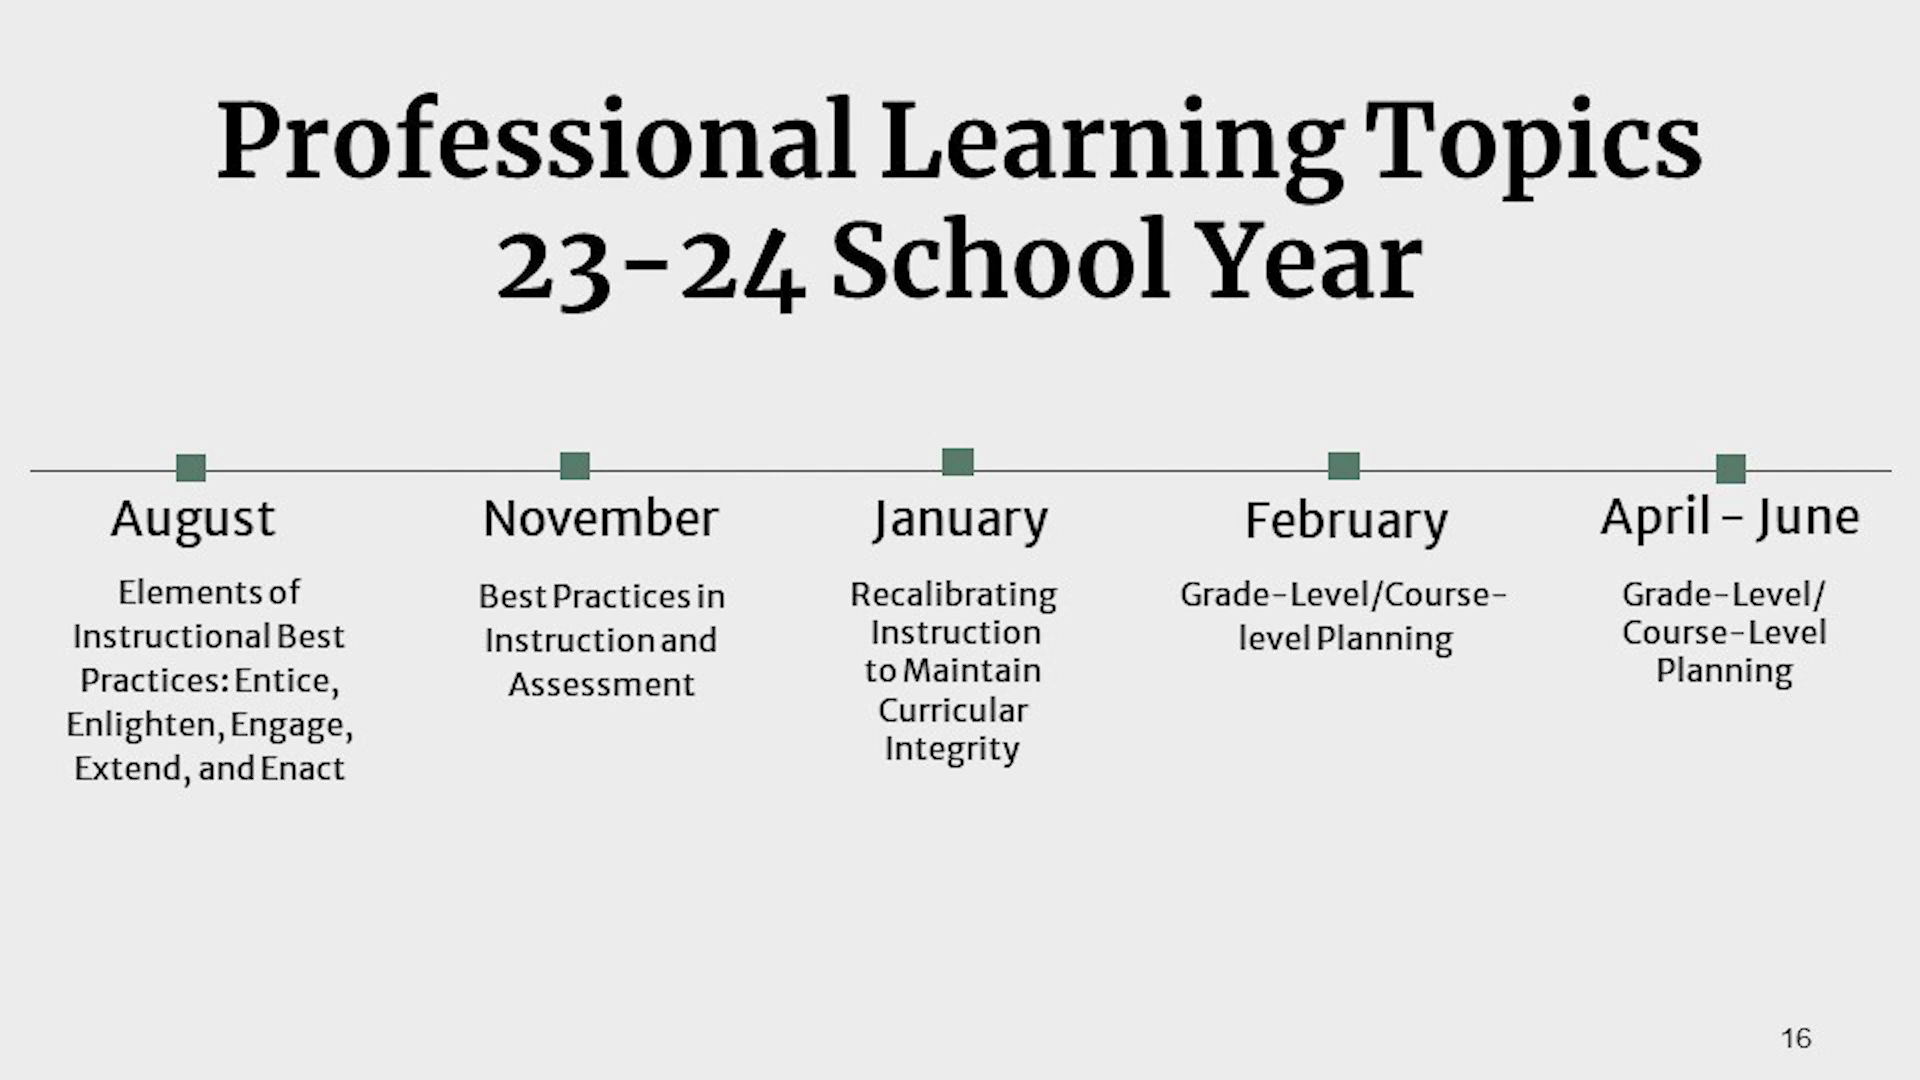 Professional Learning Topics
23-24 School Year
August
Elements of
Instructional Best
Practices: Entice,
Enlighten, Engage,
Extend, and Enact
November
Best Practices in
Instruction and
Assessment
January
Recalibrating
Instruction
to Maintain
Curricular
Integrity
February
Grade-Level/Course-
level Planning
April - June
Grade-Level/
Course-Level
Planning
16